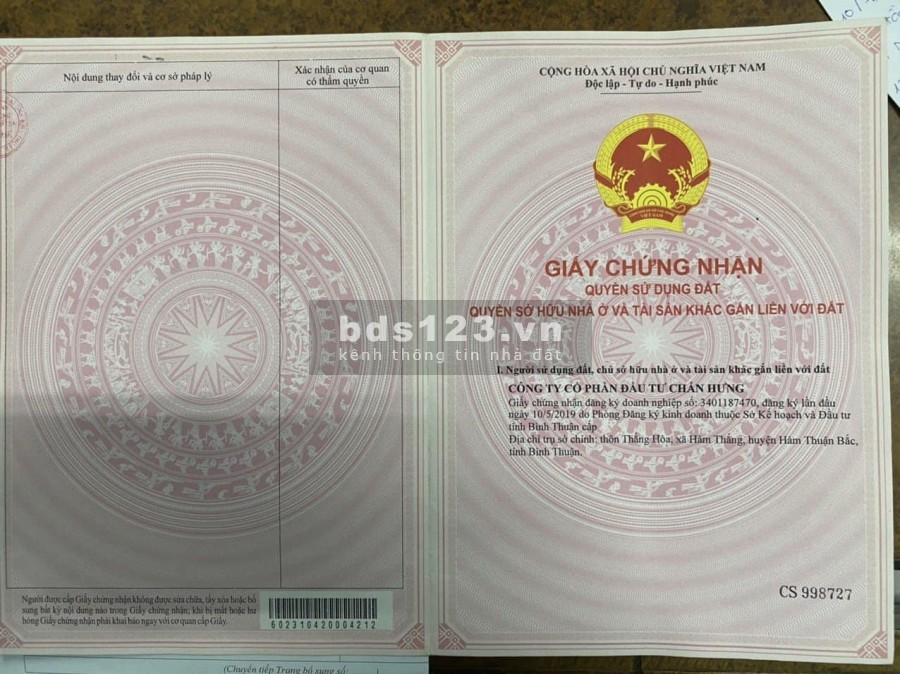 Nội dung thay đổi và cơ sở pháp lý
Xác nhận của cơ quan
có thẩm quyền
Người được cấp Giấy chứng nhận không được sửa chữa, tẩy xóa hoặc bổ
sung bất kỳ nội dung nào trong Giấy chứng nhận; khi bị mất hoặc hư
hỏng Giấy chứng nhận phải khai báo ngay với cơ quan cấp Giấy.
602310420004212
(Chuyển tiếp Trang bổ sung số:
CỘNG HÒA XÃ HỘI CHỦ NGHĨA VIỆT NAM
Độc lập - Tự do - Hạnh phúc
VIỆT NAM
GIẤY CHỨNG NHẬN
QUYỀN SỬ DỤNG ĐẤT
QUYỀN SỞ HỮU NHÀ Ở VÀ TÀI SẢN KHÁC GẮN LIỀN VỚI ĐẤT
bds123.vn
kênh thông tin nhà đất
I. Người sử dụng đất, chủ sở hữu nhà ở và tài sản khác gắn liền với đất
CÔNG TY CỔ PHẦN ĐẦU TƯ CHẤN HƯNG
Giấy chứng nhận đăng ký doanh nghiệp số: 3401187470, đăng ký lần đầu
ngày 10/5/2019 do Phòng Đăng ký kinh doanh thuộc Sở Kế hoạch và Đầu tư
tỉnh Bình Thuận cấp
Địa chỉ trụ sở chính: thôn Thắng Hòa, xã Hàm Thắng, huyện Hàm Thuận Bắc,
tỉnh Bình Thuận.
CS 998727